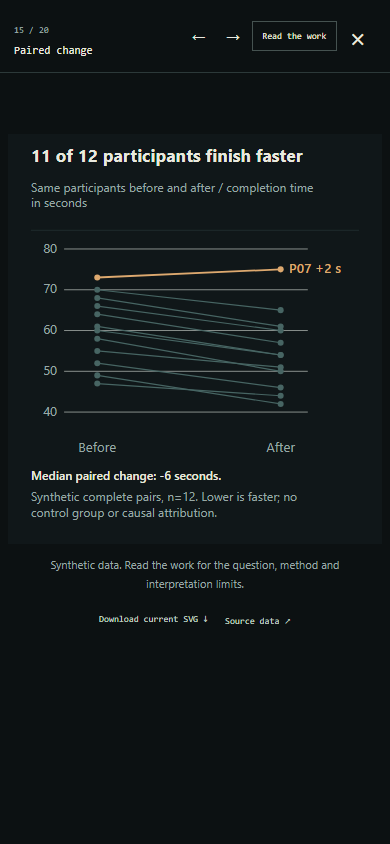 15 / 20
Paired change
← → Read the work ×
11 of 12 participants finish faster
Same participants before and after / completion time
in seconds
80
P07 +2 s
70
60
50
40
Before After
Median paired change: -6 seconds.
Synthetic complete pairs, n=12. Lower is faster; no
control group or causal attribution.
Synthetic data. Read the work for the question, method and
interpretation limits.
Download current SVG ↓ Source data ↗